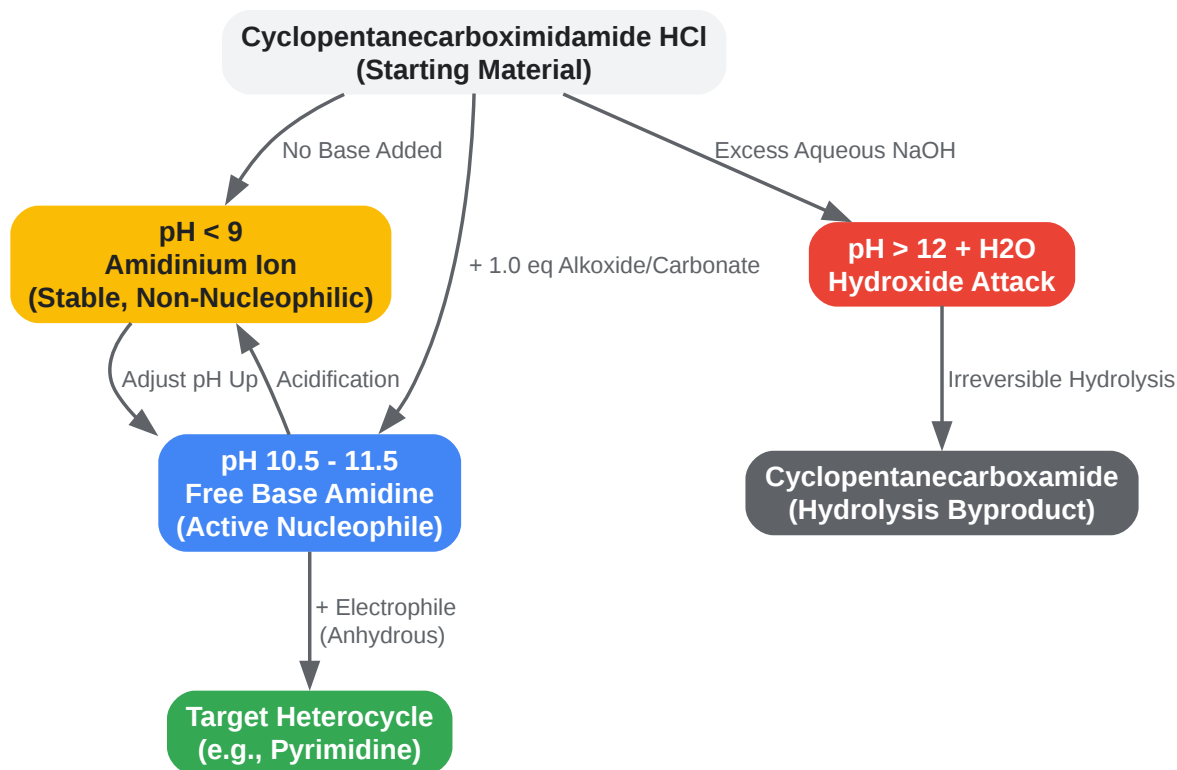 Cyclopentanecarboximidamide HCl
(Starting Material)
No Base Added
Excess Aqueous NaOH
pH < 9
Amidinium Ion
(Stable, Non-Nucleophilic)
+ 1.0 eq Alkoxide/Carbonate
pH > 12 + H2O
Hydroxide Attack
Adjust pH Up
Acidification
Irreversible Hydrolysis
pH 10.5 - 11.5
Free Base Amidine
(Active Nucleophile)
Cyclopentanecarboxamide
(Hydrolysis Byproduct)
+ Electrophile
(Anhydrous)
Target Heterocycle
(e.g., Pyrimidine)